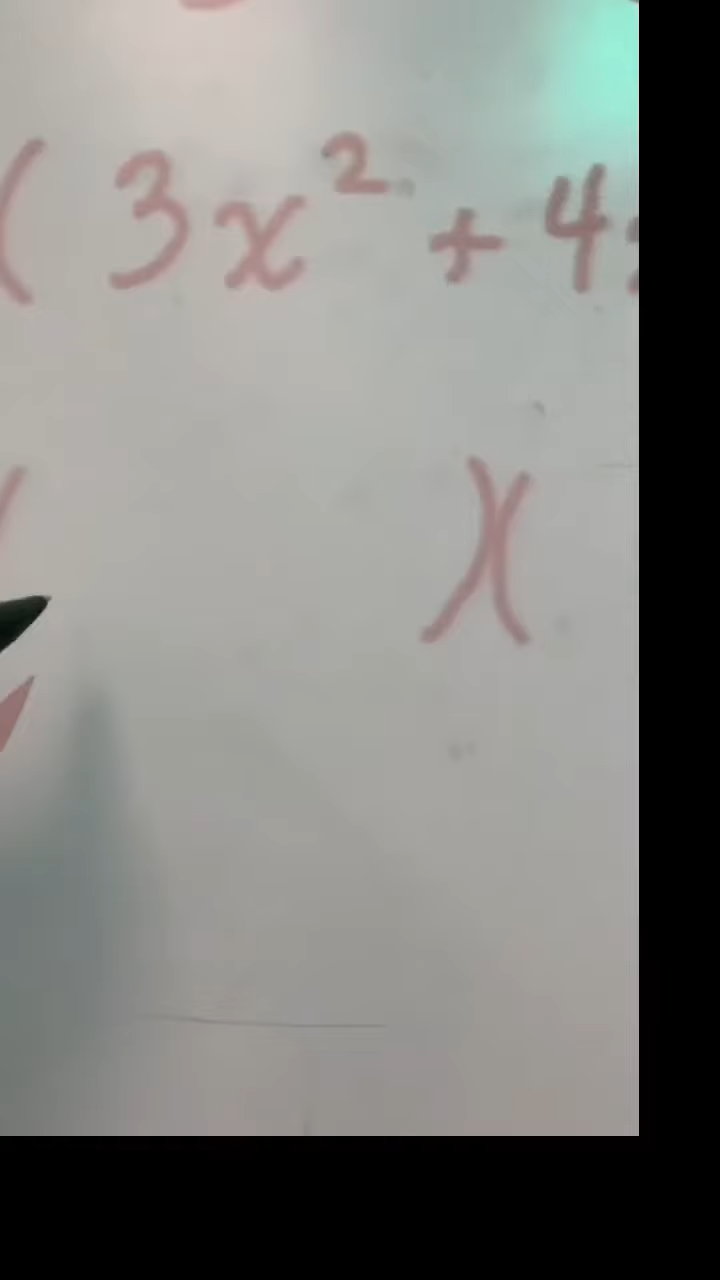 ( 3x² + 4
( )(